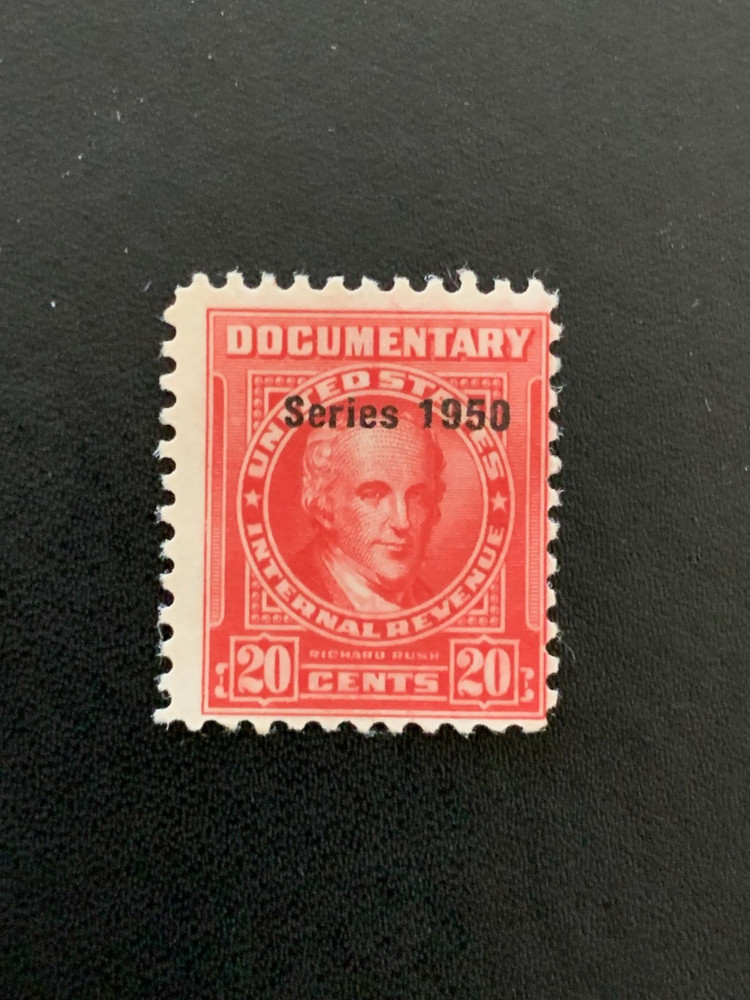 DOCUMENTARY
UNITED STATES
Series 1950
INTERNAL REVENUE
RICHARD RUSH
20 CENTS 20